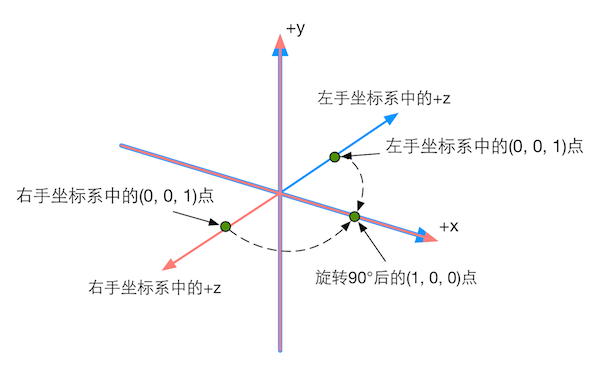 +y
左手坐标系中的+z
左手坐标系中的(0, 0, 1)点
右手坐标系中的(0, 0, 1)点
+x
旋转90°后的(1, 0, 0)点
右手坐标系中的+z